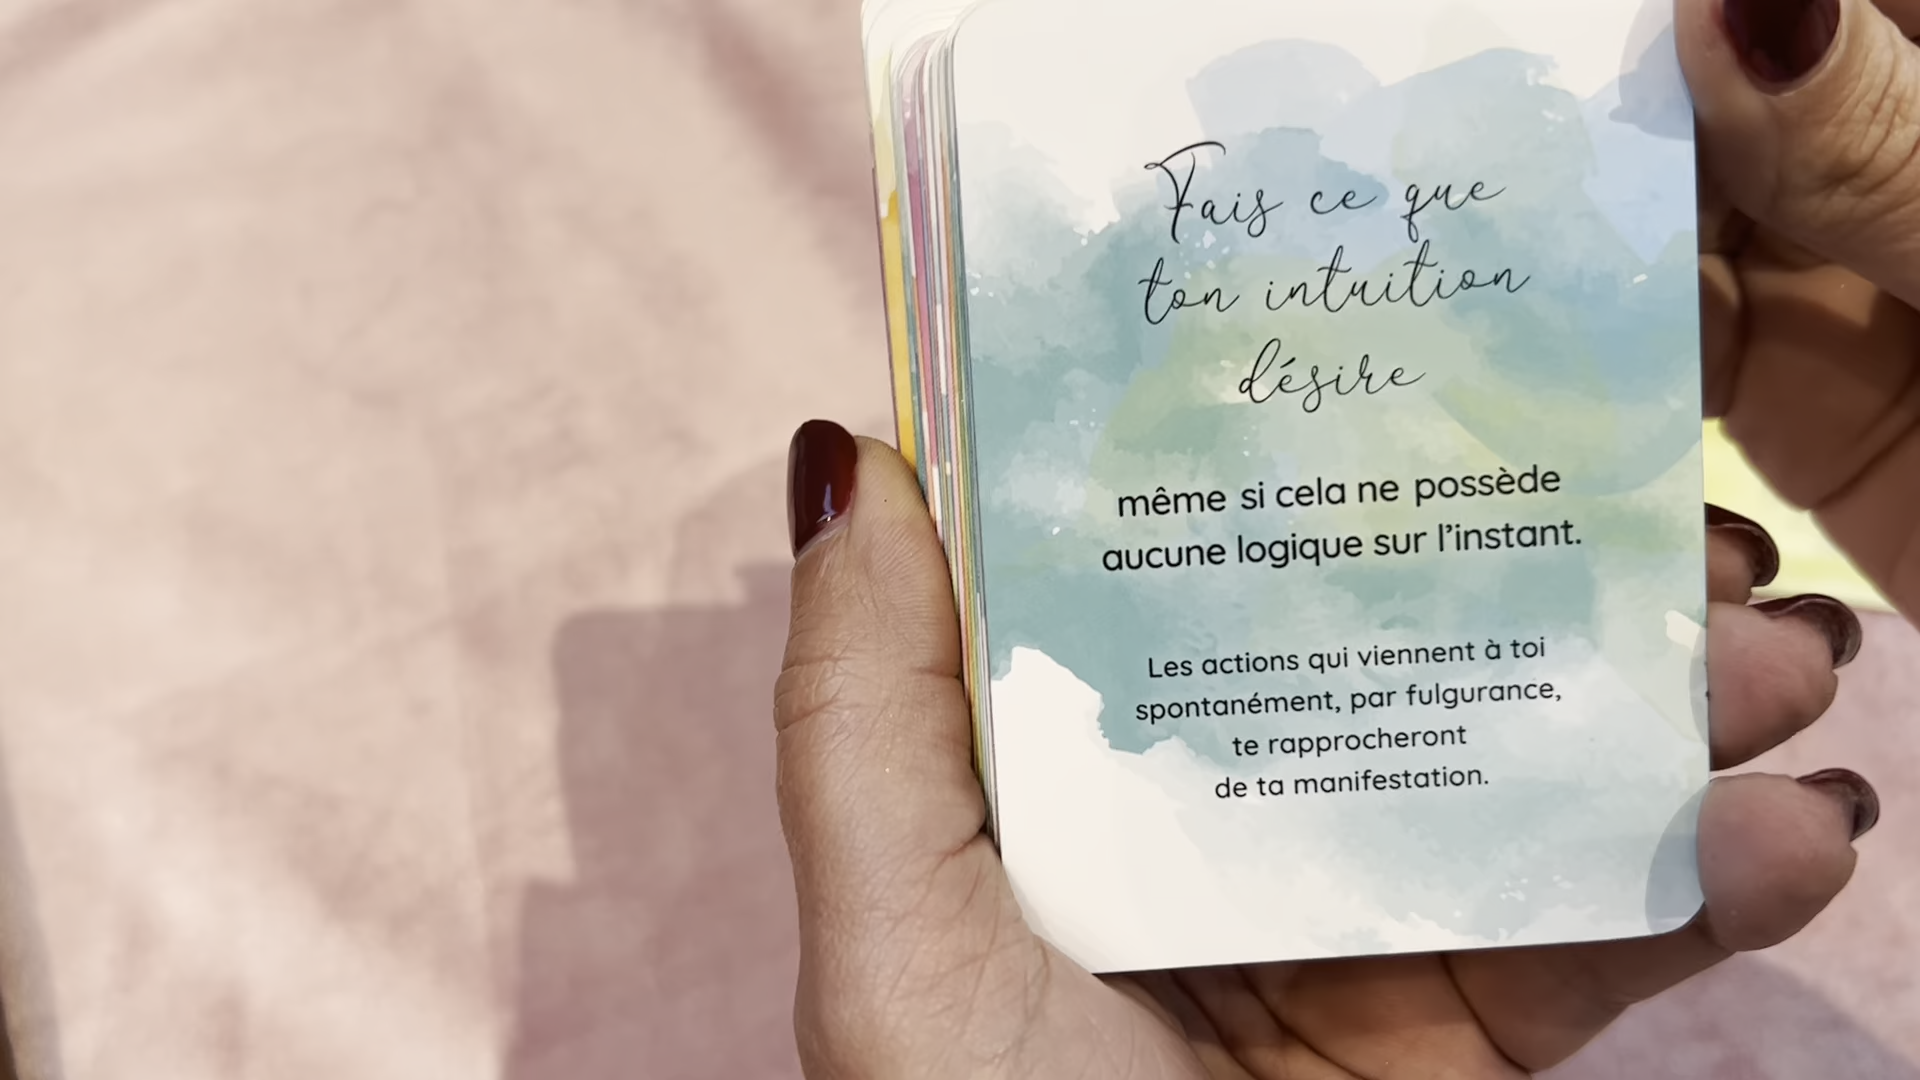 Fais ce que
ton intuition
désire
même si cela ne possède
aucune logique sur l’instant.
Les actions qui viennent à toi
spontanément, par fulgurance,
te rapprocheront
de ta manifestation.